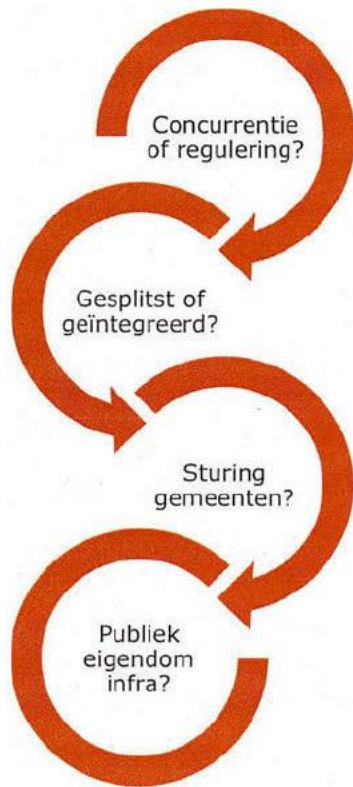 Concurrentie
of regulering?
Gesplitst of
geïntegreerd?
Sturing
gemeenten?
Publiek
eigendom
infra?